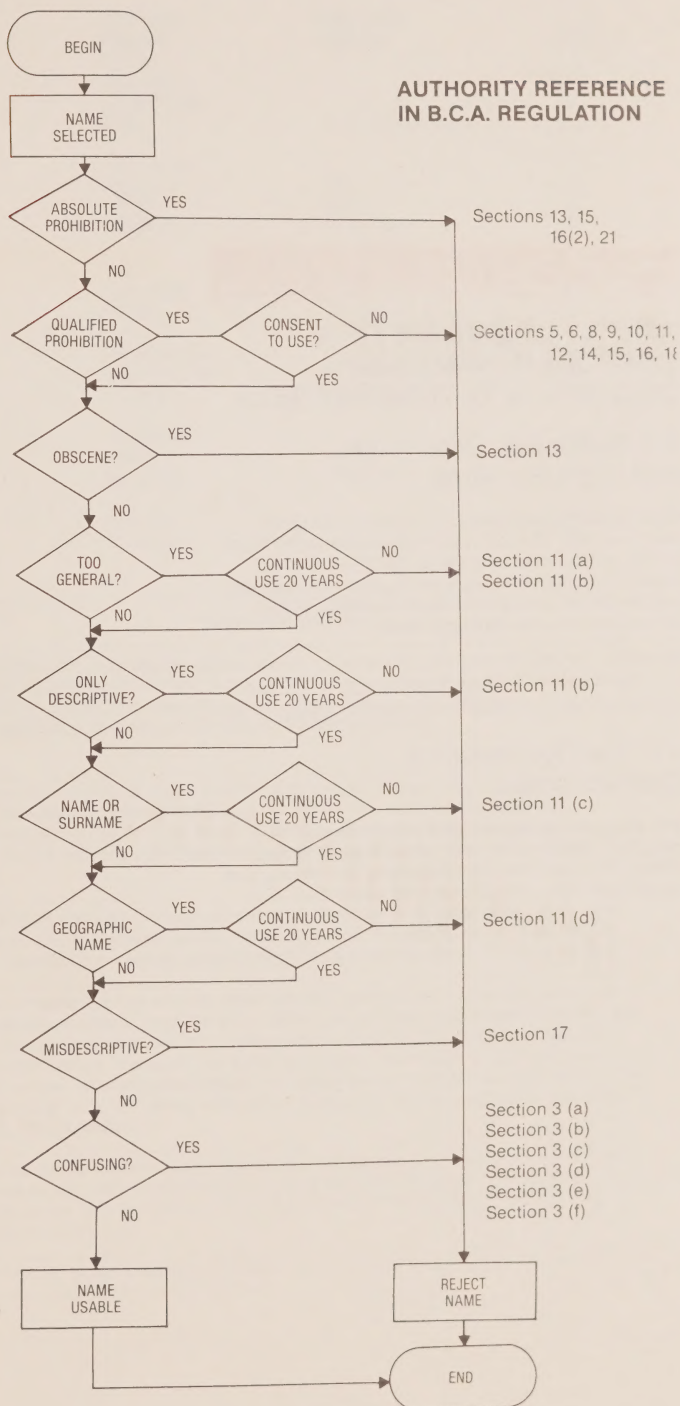 BEGIN
AUTHORITY REFERENCE
IN B.C.A. REGULATION
NAME
SELECTED
ABSOLUTE
PROHIBITION
YES
Sections 13, 15,
16(2), 21
NO
QUALIFIED
PROHIBITION
YES
CONSENT
TO USE?
NO
Sections 5, 6, 8, 9, 10, 11,
12, 14, 15, 16,
NO
YES
OBSCENE?
YES
Section 13
NO
TOO
GENERAL?
YES
CONTINUOUS
USE 20 YEARS
NO
Section 11 (a)
Section 11 (b)
NO
YES
ONLY
DESCRIPTIVE?
YES
CONTINUOUS
USE 20 YEARS
NO
Section 11 (b)
NO
YES
NAME OR
SURNAME
YES
CONTINUOUS
USE 20 YEARS
NO
Section 11 (c)
NO
YES
GEOGRAPHIC
NAME
YES
CONTINUOUS
USE 20 YEARS
NO
Section 11 (d)
NO
YES
MISDESCRIPTIVE?
YES
Section 17
NO
CONFUSING?
YES
Section 3 (a)
Section 3 (b)
Section 3 (c)
Section 3 (d)
Section 3 (e)
Section 3 (f)
NO
NAME
USABLE
REJECT
NAME
END